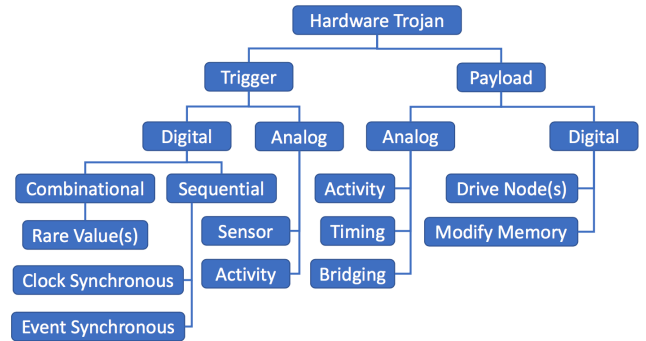 Hardware Trojan
Trigger
Payload
Digital
Analog
Analog
Digital
Combinational
Sequential
Activity
Drive Node(s)
Rare Value(s)
Sensor
Timing
Modify Memory
Clock Synchronous
Activity
Bridging
Event Synchronous